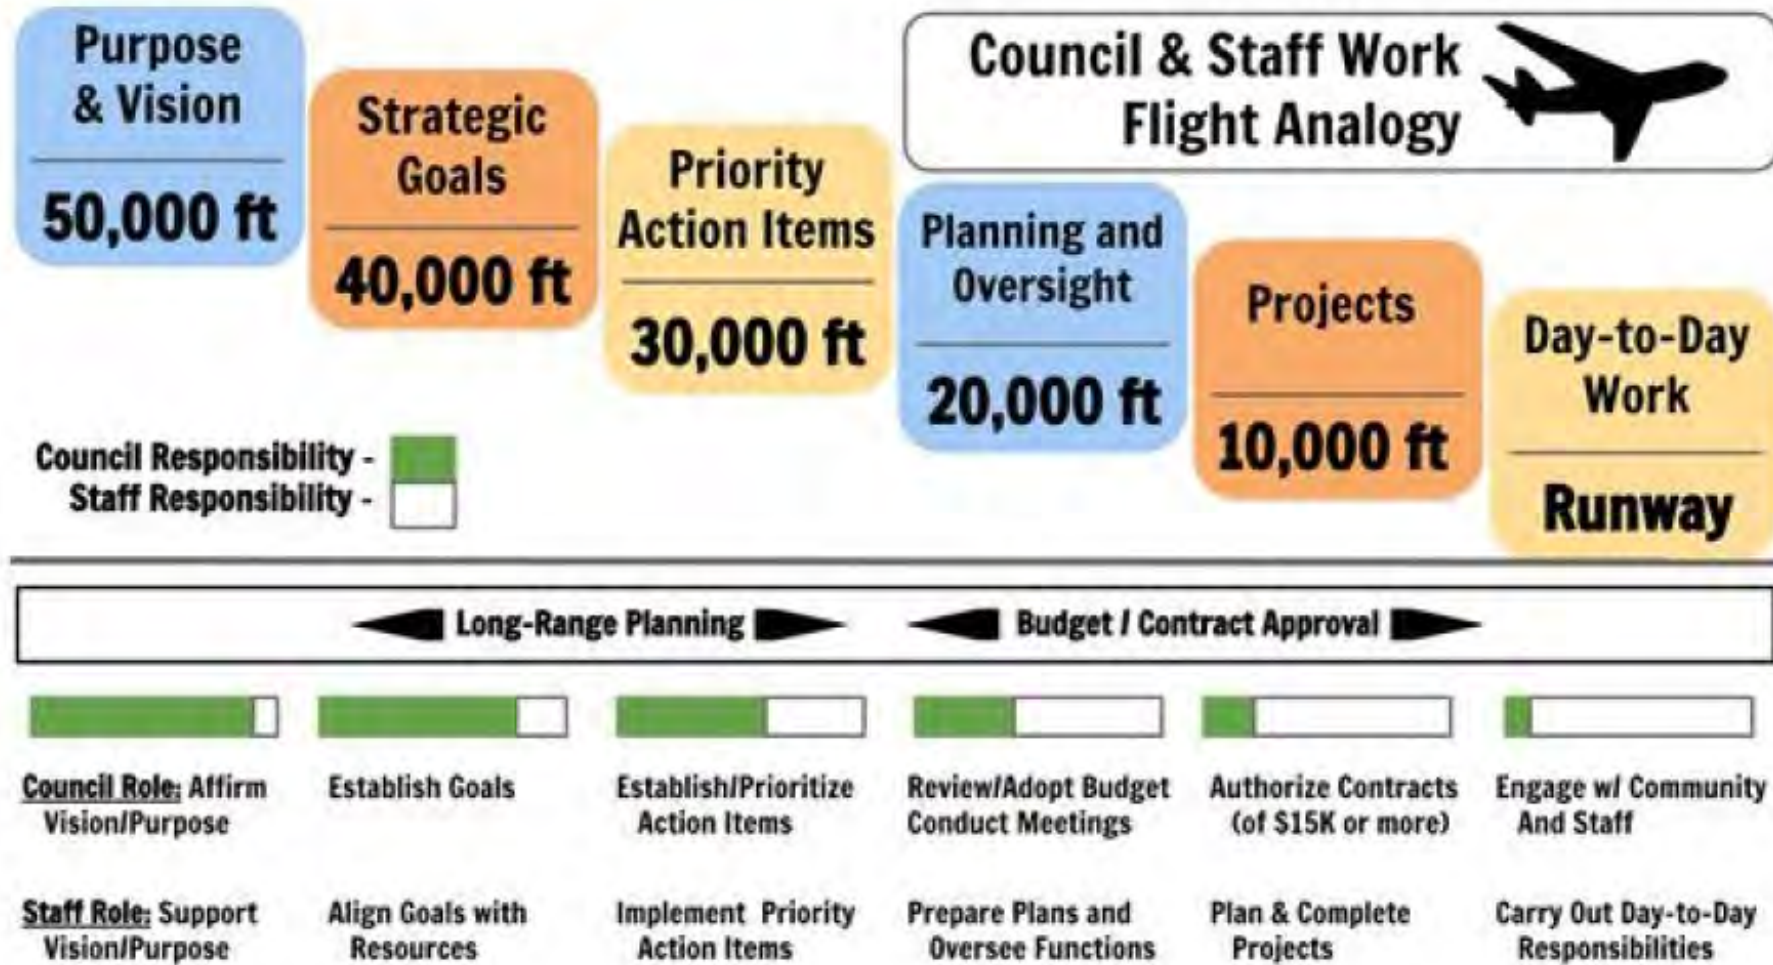 Purpose
& Vision
50,000 ft
Strategic
Goals
40,000 ft
Priority
Action Items
30,000 ft
Council & Staff Work
Flight Analogy
Planning and
Oversight
20,000 ft
Projects
10,000 ft
Day-to-Day
Work
Runway
Council Responsibility -
Staff Responsibility -
Long-Range Planning
Budget / Contract Approval
Council Role: Affirm
Vision/Purpose
Establish Goals
Establish/Prioritize
Action Items
Review/Adopt Budget
Conduct Meetings
Authorize Contracts
(of $15K or more)
Engage w/ Community
And Staff
Staff Role: Support
Vision/Purpose
Align Goals with
Resources
Implement Priority
Action Items
Prepare Plans and
Oversee Functions
Plan & Complete
Projects
Carry Out Day-to-Day
Responsibilities